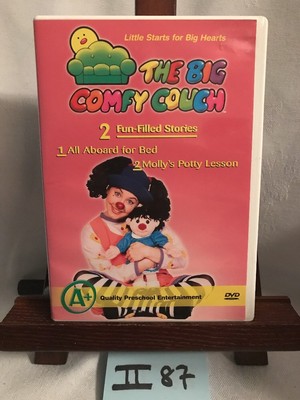 Little Starts for Big Hearts
THE BIG
COMFY COUCH
2 Fun-Filled Stories
1 All Aboard for Bed
2 Molly's Potty Lesson
A+ Quality Preschool Entertainment
DVD
II 87